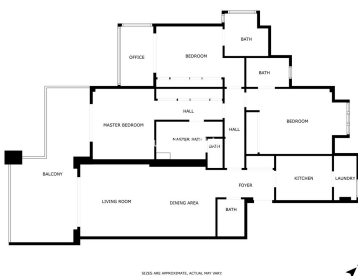 BATH
OFFICE
BEDROOM
BATH
HALL
MASTER BEDROOM
HALL
BEDROOM
MASTER BATH
BATH
BALCONY
FOYER
KITCHEN
LAUNDRY
LIVING ROOM
DINING AREA
BATH
SIZES ARE APPROXIMATE, ACTUAL MAY VARY.